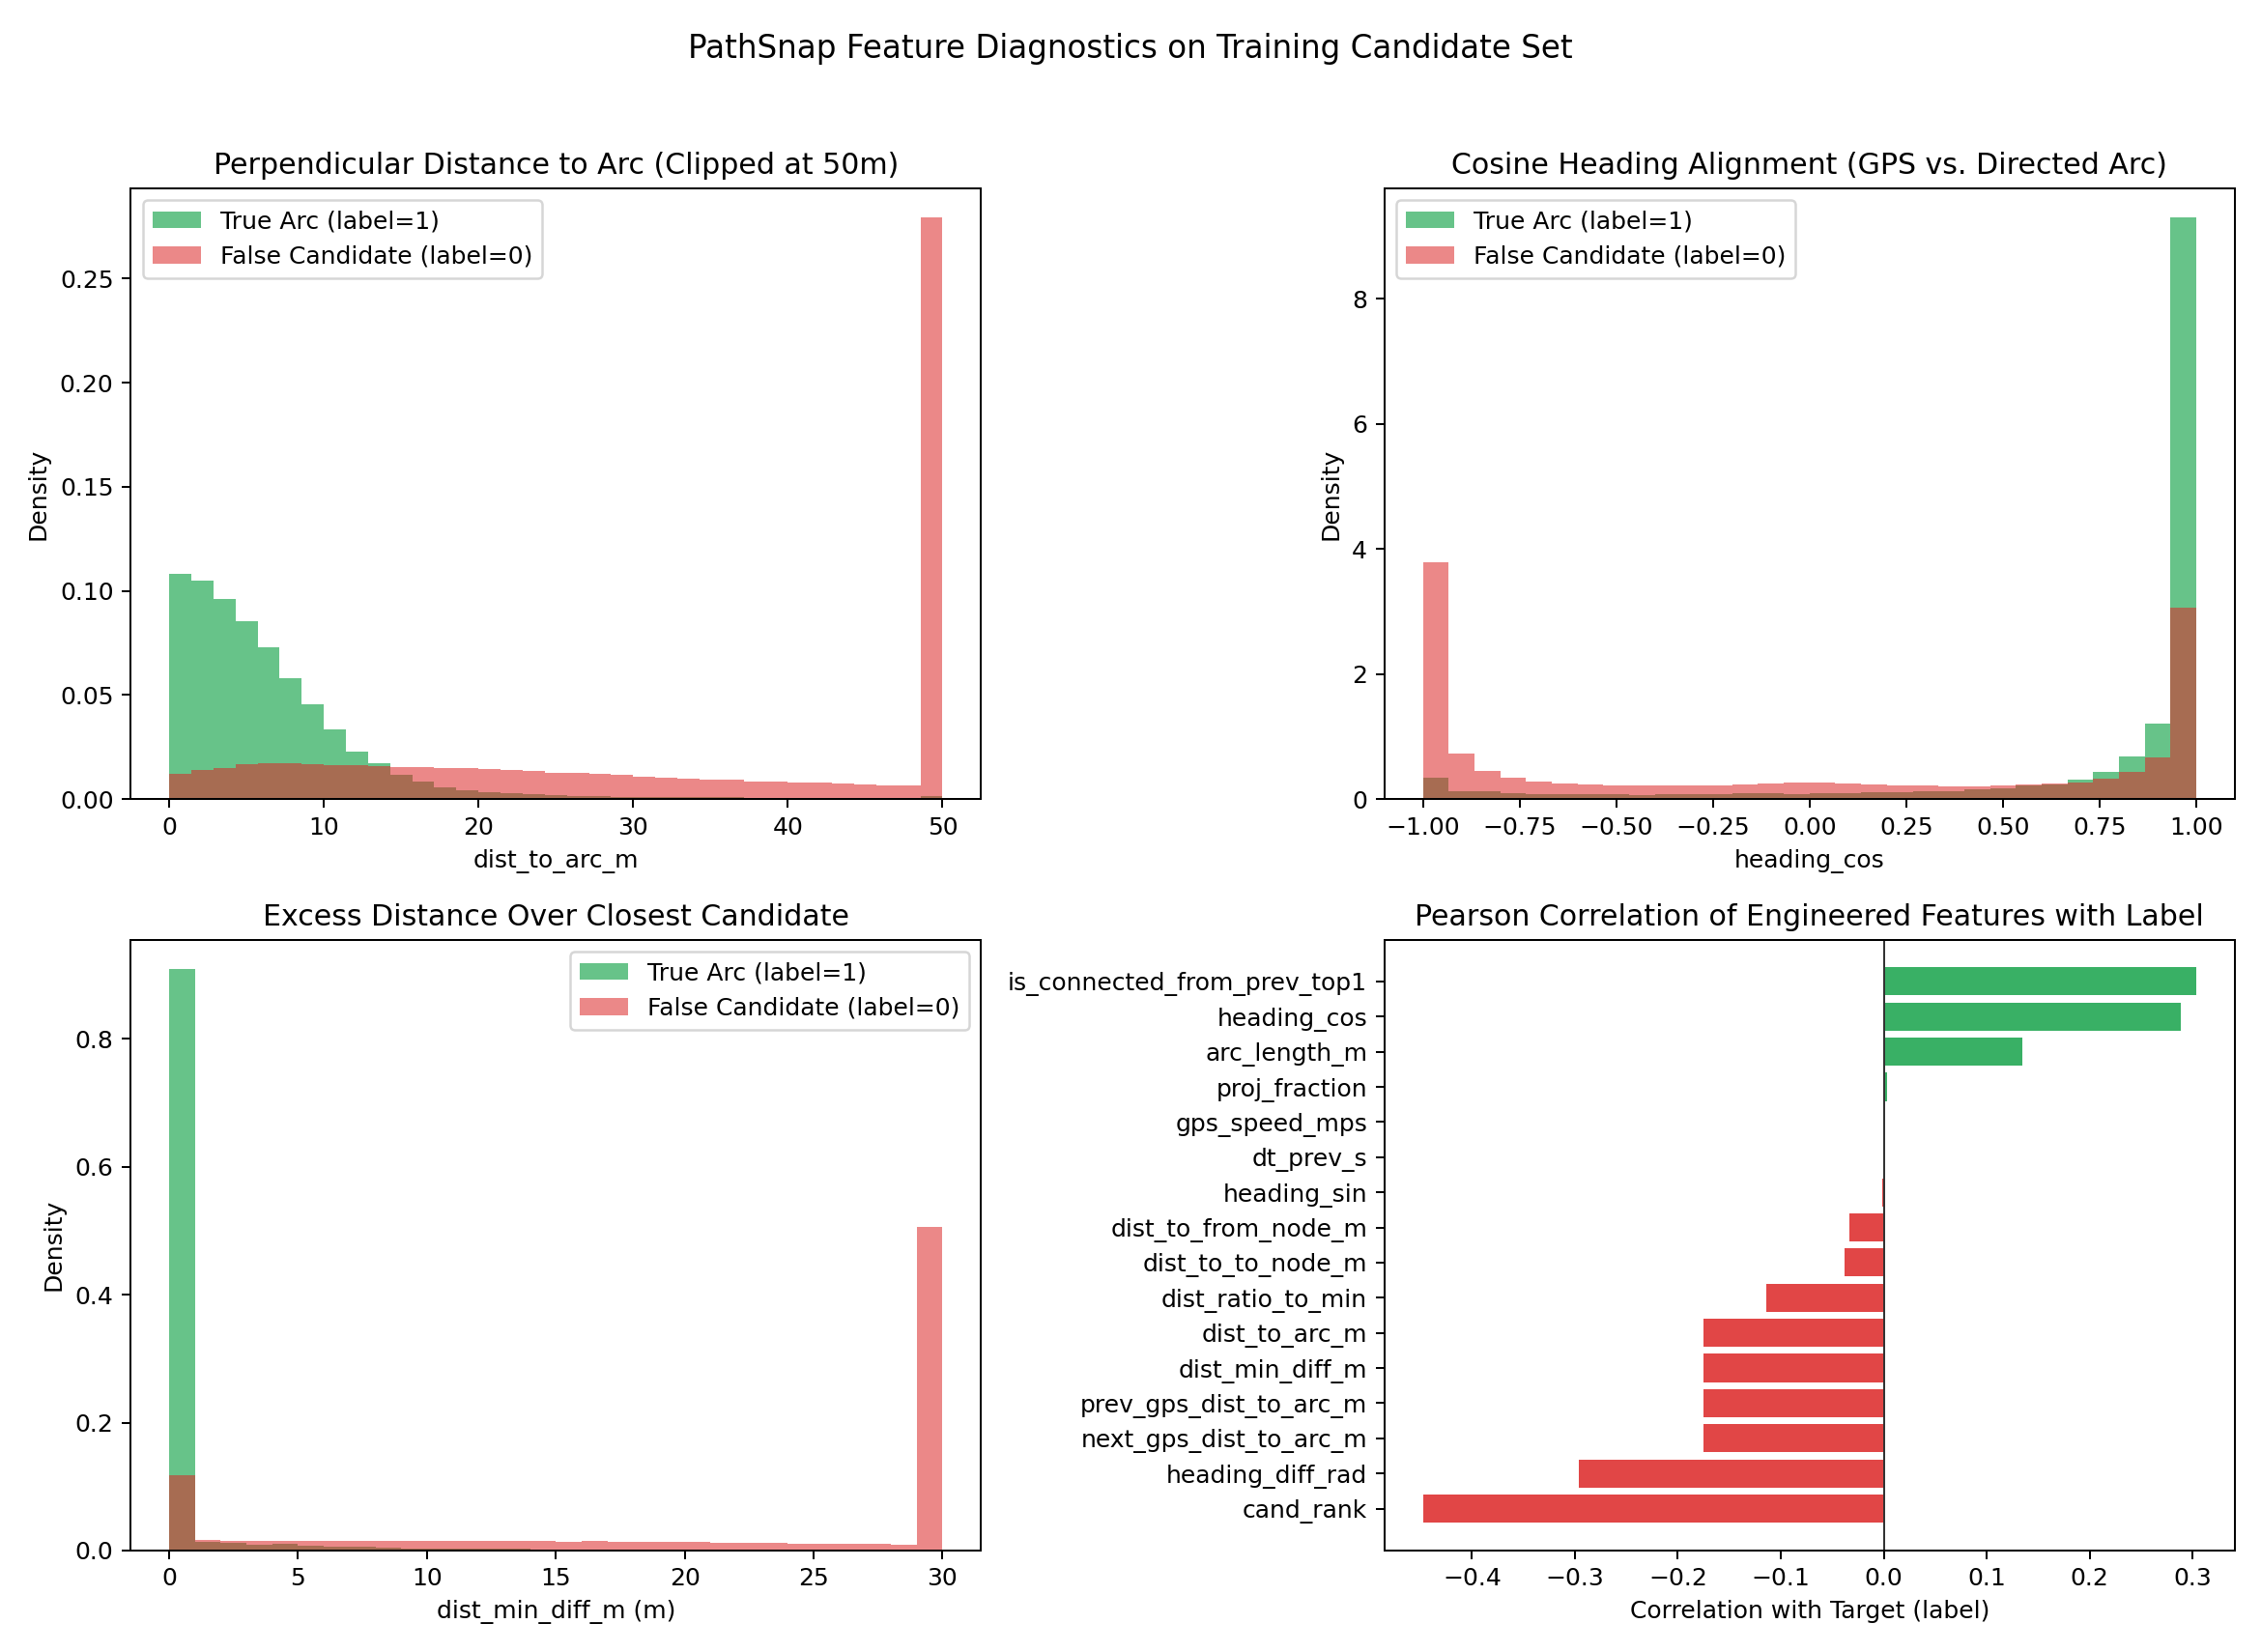 PathSnap Feature Diagnostics on Training Candidate Set
Perpendicular Distance to Arc (Clipped at 50m)
True Arc (label=1)
False Candidate (label=0)
Density
0.25
0.20
0.15
0.10
0.05
0.00
0 10 20 30 40 50
dist_to_arc_m
Cosine Heading Alignment (GPS vs. Directed Arc)
True Arc (label=1)
False Candidate (label=0)
Density
8
6
4
2
0
−1.00 −0.75 −0.50 −0.25 0.00 0.25 0.50 0.75 1.00
heading_cos
Excess Distance Over Closest Candidate
True Arc (label=1)
False Candidate (label=0)
Density
0.8
0.6
0.4
0.2
0.0
0 5 10 15 20 25 30
dist_min_diff_m (m)
Pearson Correlation of Engineered Features with Label
is_connected_from_prev_top1
heading_cos
arc_length_m
proj_fraction
gps_speed_mps
dt_prev_s
heading_sin
dist_to_from_node_m
dist_to_to_node_m
dist_ratio_to_min
dist_to_arc_m
dist_min_diff_m
prev_gps_dist_to_arc_m
next_gps_dist_to_arc_m
heading_diff_rad
cand_rank
−0.4 −0.3 −0.2 −0.1 0.0 0.1 0.2 0.3
Correlation with Target (label)